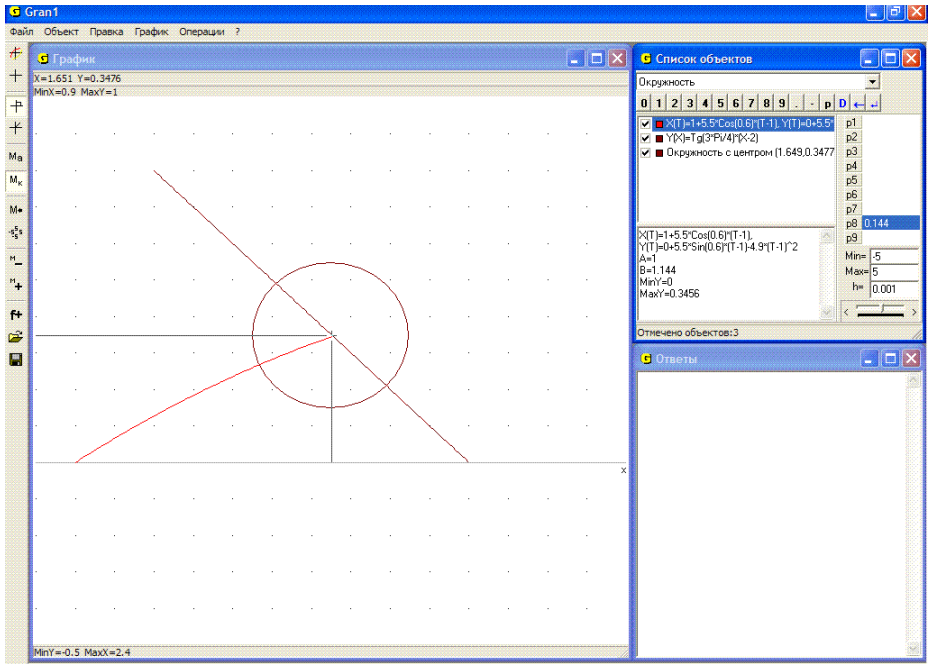 Gran1
Файл Объект Правка График Операции ?
График
X=1.651 Y=0.3476
MinX=0.9 MaxY=1
x
MinY=-0.5 MaxX=2.4
Список объектов
Окружность
0 1 2 3 4 5 6 7 8 9 . - p D ← ↵
X(T)=1+5.5*Cos(0.6)*(T-1), Y(T)=0+5.5*
Y(X)=Tg(3*Pi/4)*(X-2)
Окружность с центром (1.649,0.3477
p1
p2
p3
p4
p5
p6
p7
p8 0.144
p9
X(T)=1+5.5*Cos(0.6)*(T-1),
Y(T)=0+5.5*Sin(0.6)*(T-1)-4.9*(T-1)^2
A=1
B=1.144
MinY=0
MaxY=0.3456
Min= -5
Max= 5
h= 0.001
Отмечено объектов:3
Ответы